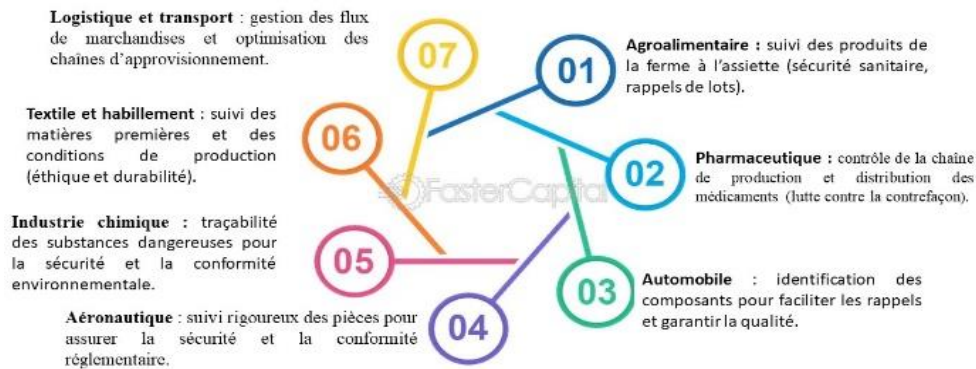 Logistique et transport : gestion des flux
de marchandises et optimisation des
chaînes d'approvisionnement.
07
01
Agroalimentaire : suivi des produits de
la ferme à l'assiette (sécurité sanitaire,
rappels de lots).
Textile et habillement : suivi des
matières premières et des
conditions de production
(éthique et durabilité).
06
02
Pharmaceutique : contrôle de la chaîne
de production et distribution des
médicaments (lutte contre la contrefaçon).
FasterCapital
Industrie chimique : traçabilité
des substances dangereuses pour
la sécurité et la conformité
environnementale.
05
03
Automobile : identification des
composants pour faciliter les rappels
et garantir la qualité.
Aéronautique : suivi rigoureux des pièces pour
assurer la sécurité et la conformité
réglementaire.
04